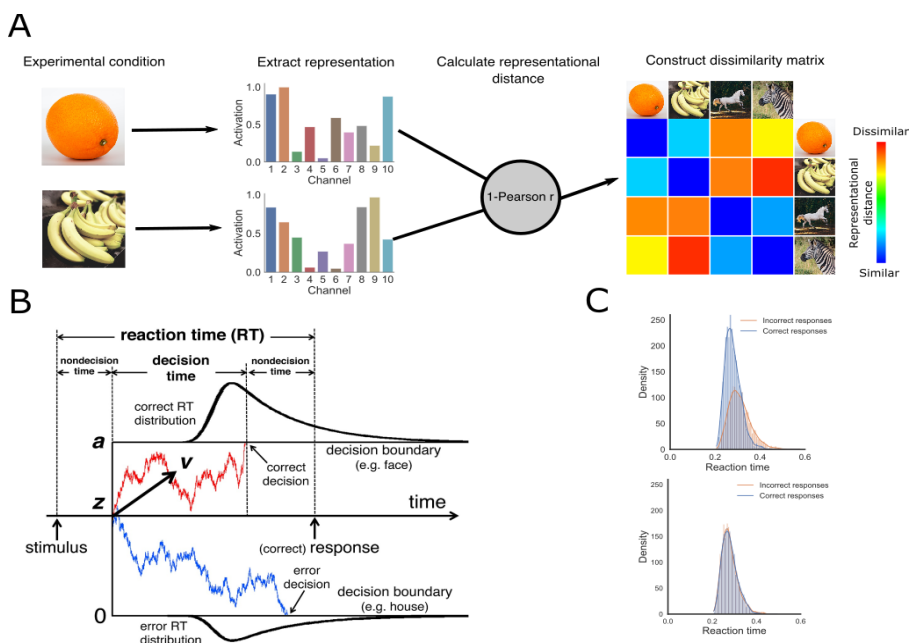 A
Experimental condition
Extract representation
Calculate representational
distance
Construct dissimilarity matrix
Activation
1.0
0.5
0.0
1 2 3 4 5 6 7 8 9 10
Channel
Activation
1.0
0.5
0.0
1 2 3 4 5 6 7 8 9 10
Channel
1-Pearson r
Dissimilar
Representational
distance
Similar
B
reaction time (RT)
nondecision
time
decision
time
nondecision
time
correct RT
distribution
a
decision boundary
(e.g. face)
v
correct
decision
z
time
stimulus
(correct) response
error
decision
decision boundary
(e.g. house)
0
error RT
distribution
C
Incorrect responses
Correct responses
Density
250
200
150
100
50
0
0.0 0.2 0.4 0.6
Reaction time
Incorrect responses
Correct responses
Density
250
200
150
100
50
0
0.0 0.2 0.4 0.6
Reaction time